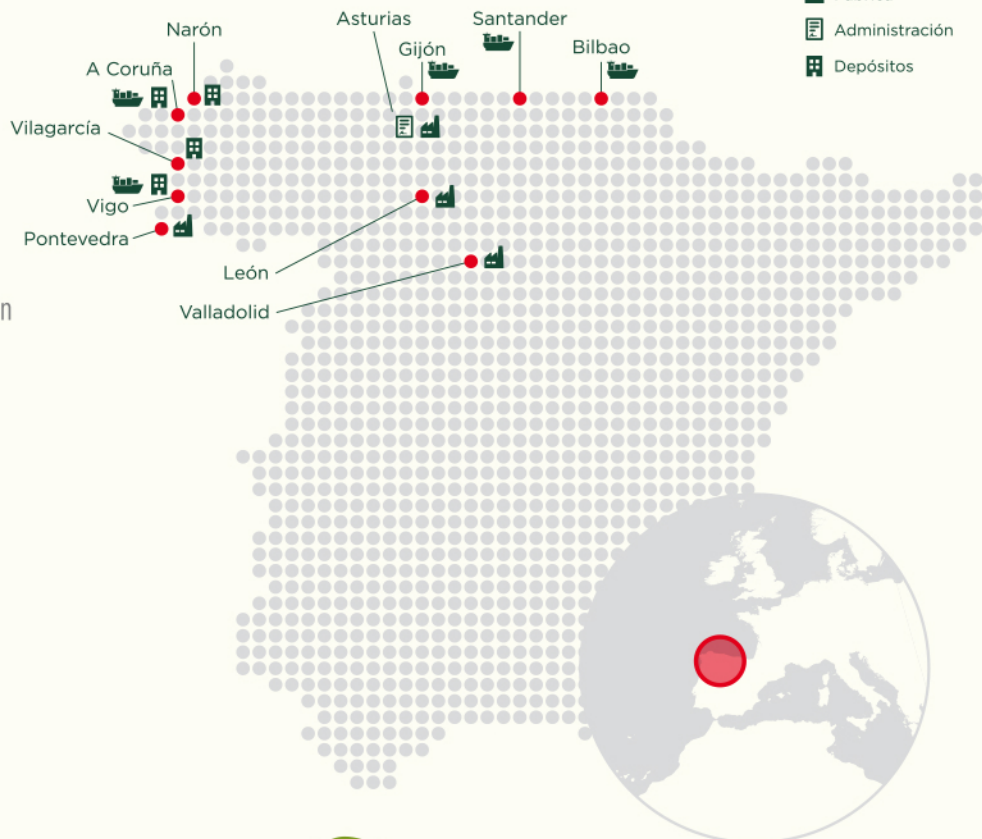 Asturias
Santander
Narón
Gijón
Bilbao
Administración
A Coruña
Depósitos
Vilagarcía
Vigo
Pontevedra
León
Valladolid